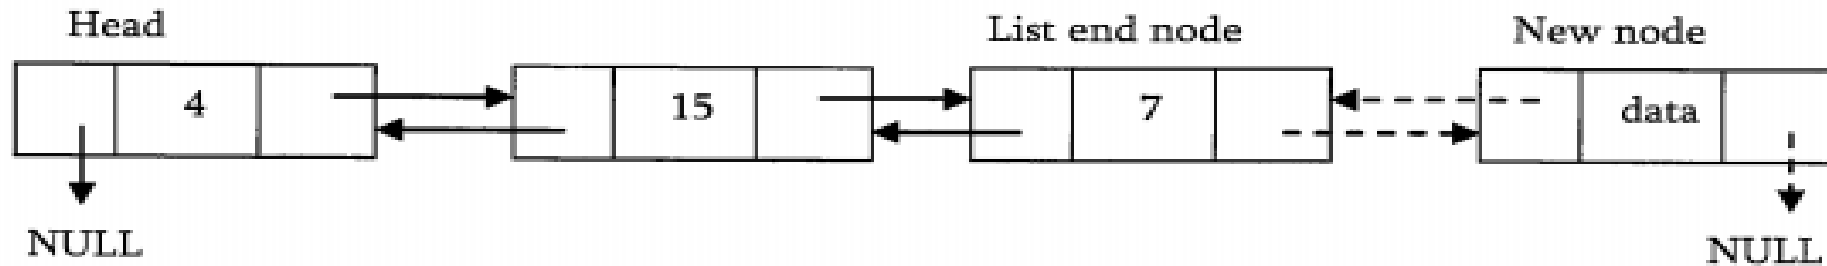 Head
List end node
New node
4
15
7
data
NULL
NULL